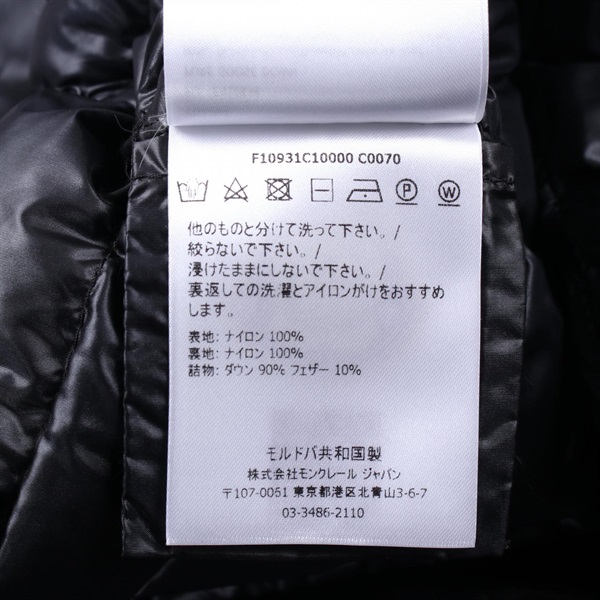 F10931C10000 C0070
P W
他のものと分けて洗って下さい。/
絞らないで下さい。/
浸けたままにしないで下さい。/
裏返しての洗濯とアイロンがけをおすすめ
します。
表地: ナイロン 100%
裏地: ナイロン 100%
詰物: ダウン 90% フェザー 10%
モルドバ共和国製
株式会社モンクレール ジャパン
〒107-0061 東京都港区北青山3-6-7
03-3486-2110